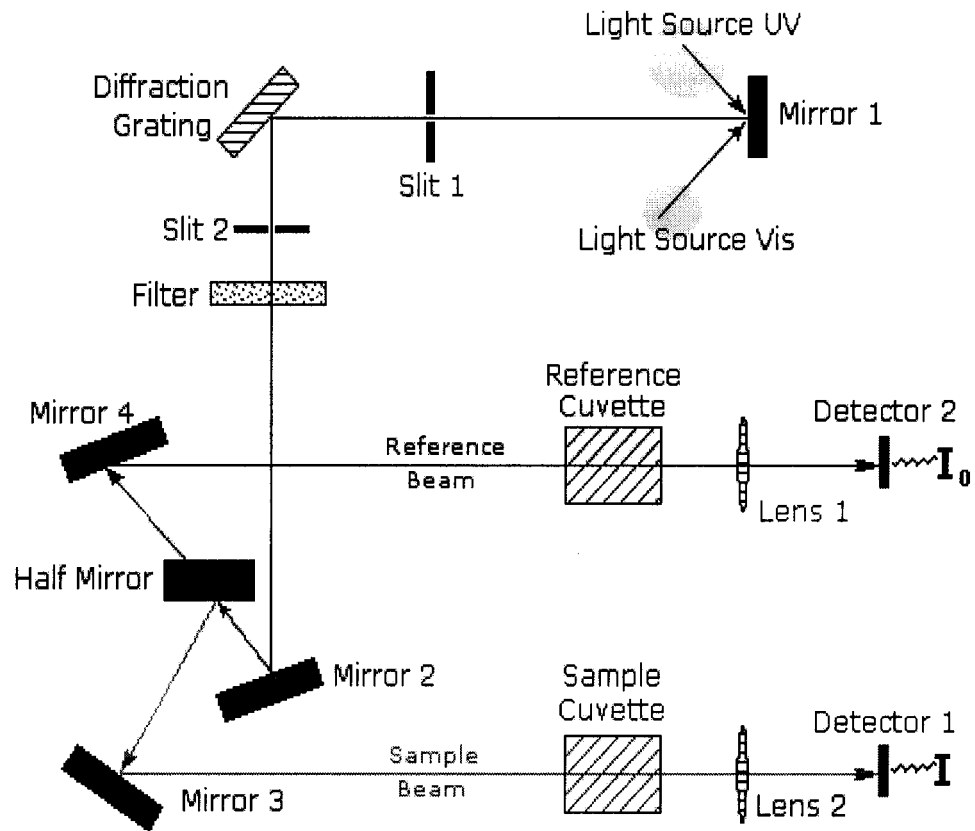 Light Source UV
Diffraction
Grating
Mirror 1
Slit 1
Slit 2
Light Source Vis
Filter
Reference
Cuvette
Mirror 4
Detector 2
Reference
Beam
I0
Lens 1
Half Mirror
Mirror 2
Sample
Cuvette
Detector 1
Sample
Beam
I
Mirror 3
Lens 2